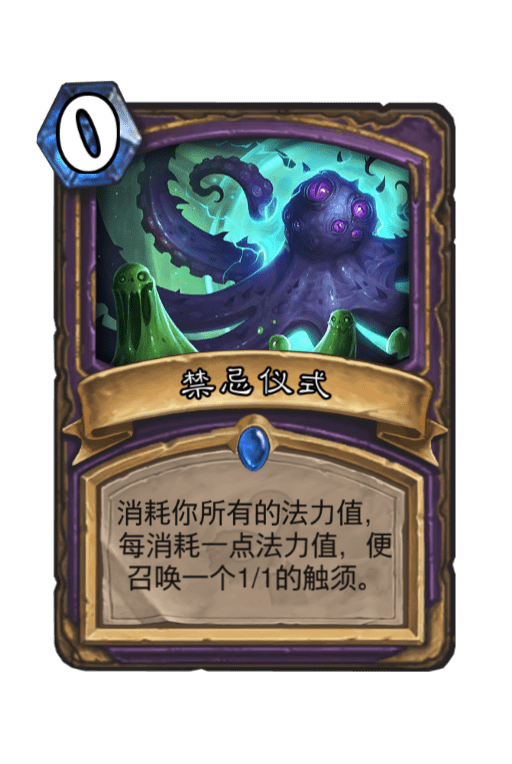 0
禁忌仪式
消耗你所有的法力值，
每消耗一点法力值，便
召唤一个1/1的触须。